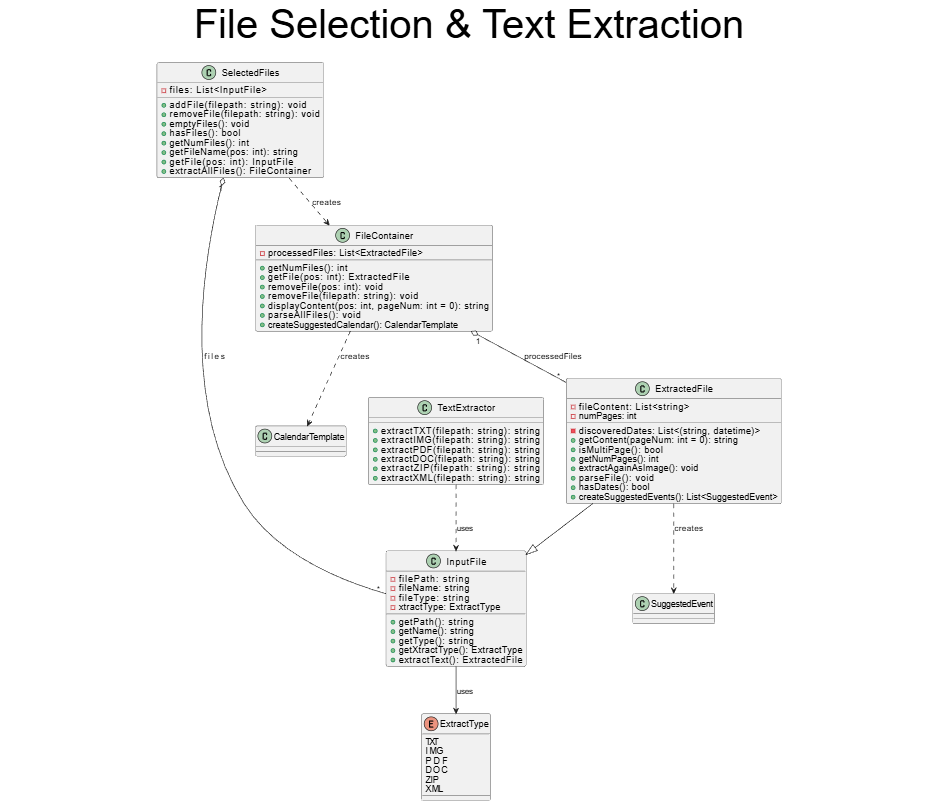 File Selection & Text Extraction
C SelectedFiles
files: List<InputFile>
addFile(filepath: string): void
removeFile(filepath: string): void
emptyFiles(): void
hasFiles(): bool
getNumFiles(): int
getFileName(pos: int): string
getFile(pos: int): InputFile
extractAllFiles(): FileContainer
1
creates
C FileContainer
processedFiles: List<ExtractedFile>
getNumFiles(): int
getFile(pos: int): ExtractedFile
removeFile(pos: int): void
removeFile(filepath: string): void
displayContent(pos: int, pageNum: int = 0): string
parseAllFiles(): void
createSuggestedCalendar(): CalendarTemplate
1
files
creates
processedFiles
*
C ExtractedFile
fileContent: List<string>
numPages: int
discoveredDates: List<(string, datetime)>
getContent(pageNum: int = 0): string
isMultiPage(): bool
getNumPages(): int
extractAgainAsImage(): void
parseFile(): void
hasDates(): bool
createSuggestedEvents(): List<SuggestedEvent>
C CalendarTemplate
C TextExtractor
extractTXT(filepath: string): string
extractIMG(filepath: string): string
extractPDF(filepath: string): string
extractDOC(filepath: string): string
extractZIP(filepath: string): string
extractXML(filepath: string): string
uses
creates
*
C InputFile
filePath: string
fileName: string
fileType: string
xtractType: ExtractType
getPath(): string
getName(): string
getType(): string
getXtractType(): ExtractType
extractText(): ExtractedFile
C SuggestedEvent
uses
E ExtractType
TXT
IMG
PDF
DOC
ZIP
XML